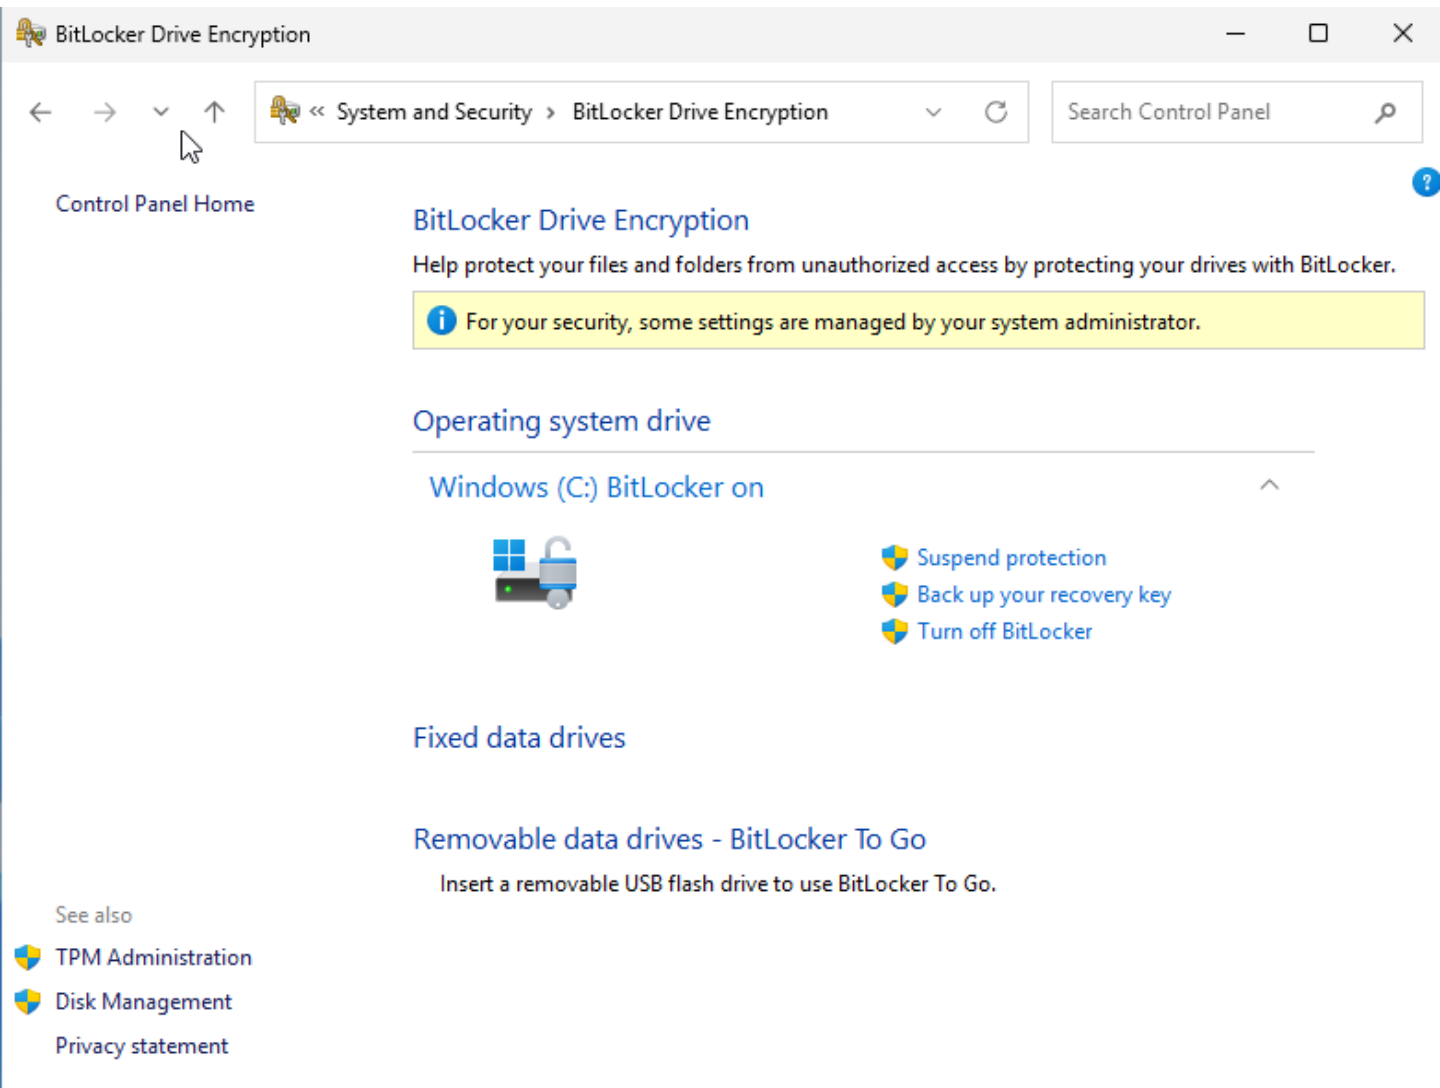 BitLocker Drive Encryption
« System and Security › BitLocker Drive Encryption
Search Control Panel
?
Control Panel Home
BitLocker Drive Encryption
Help protect your files and folders from unauthorized access by protecting your drives with BitLocker.
i For your security, some settings are managed by your system administrator.
Operating system drive
Windows (C:) BitLocker on
Suspend protection
Back up your recovery key
Turn off BitLocker
Fixed data drives
Removable data drives - BitLocker To Go
Insert a removable USB flash drive to use BitLocker To Go.
See also
TPM Administration
Disk Management
Privacy statement